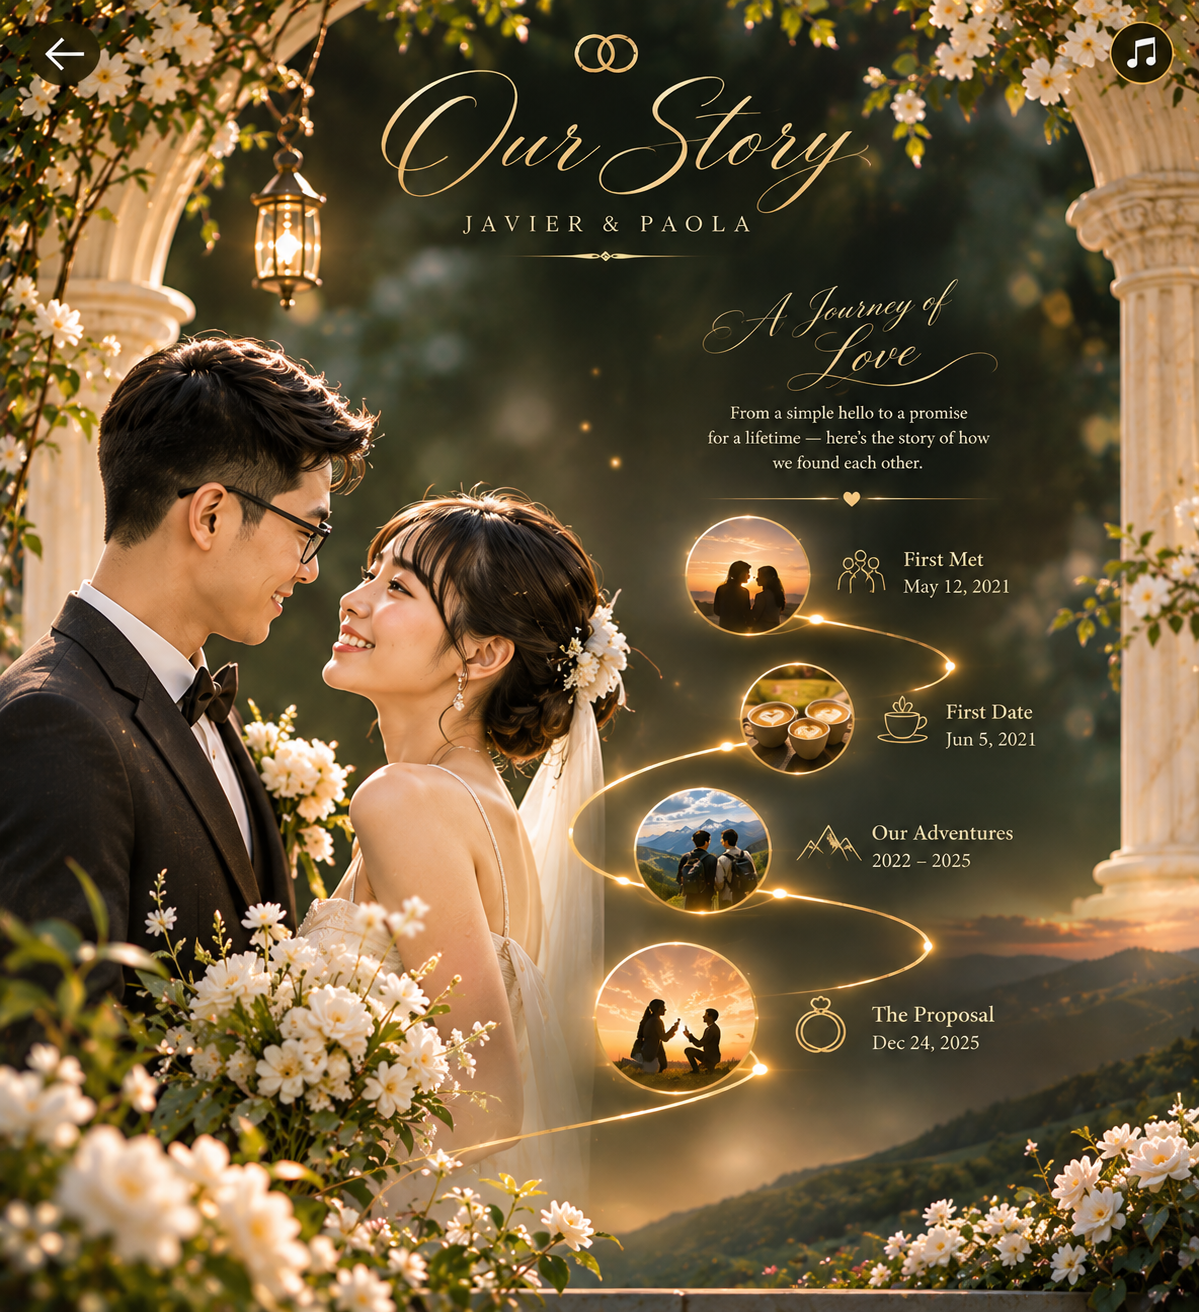 Our Story
JAVIER & PAOLA
A Journey of
Love
From a simple hello to a promise
for a lifetime — here's the story of how
we found each other.
First Met
May 12, 2021
First Date
Jun 5, 2021
Our Adventures
2022 – 2025
The Proposal
Dec 24, 2025